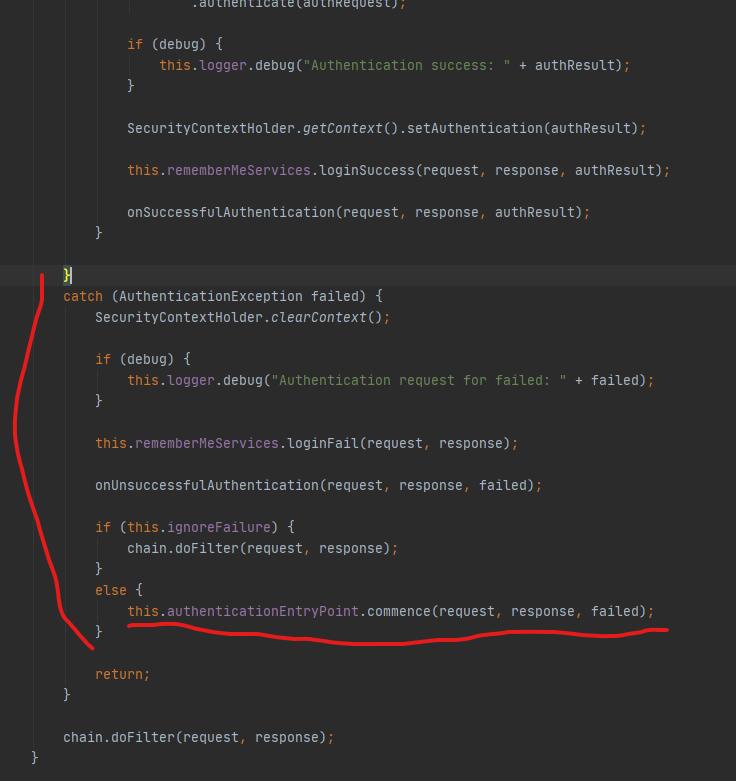 .authenticate(authRequest);
if (debug) {
this.logger.debug("Authentication success: " + authResult);
}
SecurityContextHolder.getContext().setAuthentication(authResult);
this.rememberMeServices.loginSuccess(request, response, authResult);
onSuccessfulAuthentication(request, response, authResult);
}
}
catch (AuthenticationException failed) {
SecurityContextHolder.clearContext();
if (debug) {
this.logger.debug("Authentication request for failed: " + failed);
}
this.rememberMeServices.loginFail(request, response);
onUnsuccessfulAuthentication(request, response, failed);
if (this.ignoreFailure) {
chain.doFilter(request, response);
}
else {
this.authenticationEntryPoint.commence(request, response, failed);
}
return;
}
chain.doFilter(request, response);
}